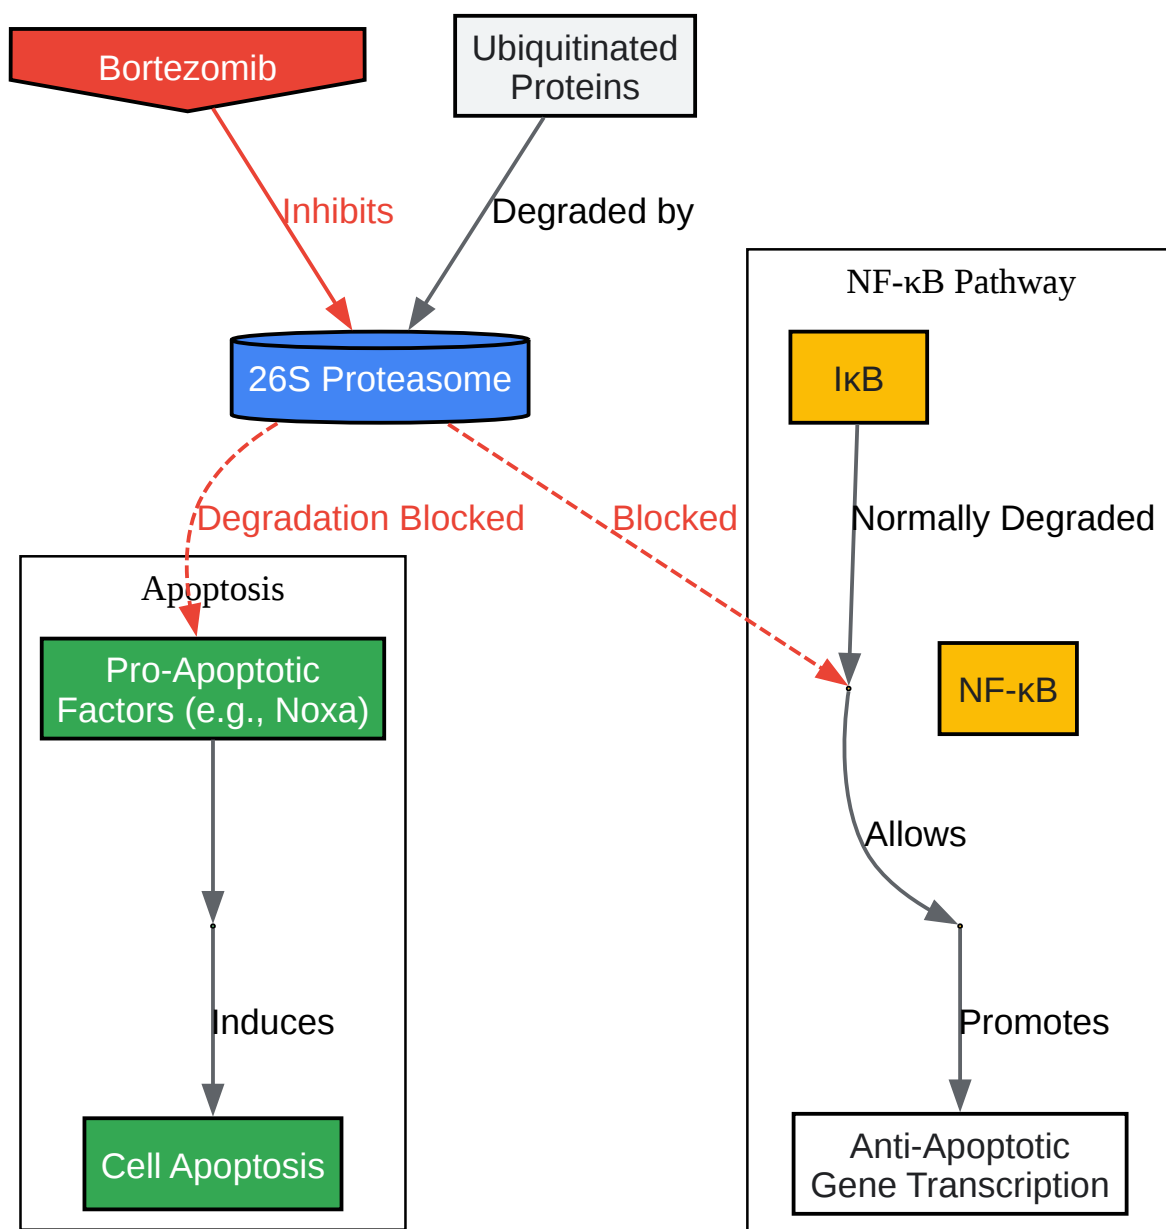 Bortezomib
Ubiquitinated
Proteins
Inhibits
Degraded by
NF-κB Pathway
26S Proteasome
IκB
Degradation Blocked
Blocked
Normally Degraded
Apoptosis
Pro-Apoptotic
Factors (e.g., Noxa)
NF-κB
Allows
Induces
Promotes
Cell Apoptosis
Anti-Apoptotic
Gene Transcription